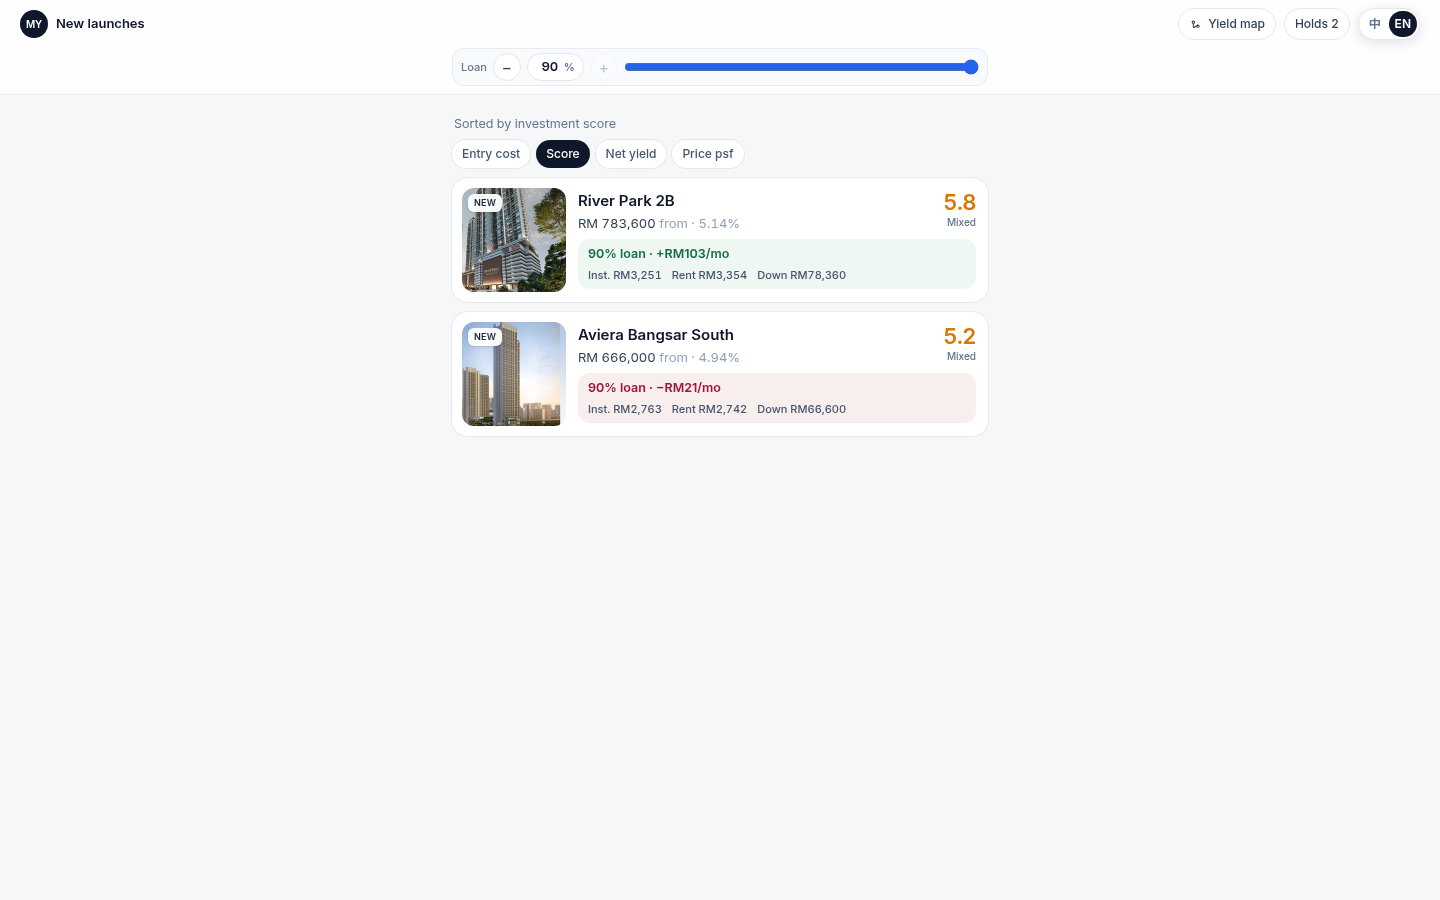 MY New launches
Yield map Holds 2 中 EN
Loan − 90 % +
Sorted by investment score
Entry cost Score Net yield Price psf
NEW
River Park 2B
5.8
RM 783,600 from · 5.14%
Mixed
90% loan · +RM103/mo
Inst. RM3,251 Rent RM3,354 Down RM78,360
NEW
Aviera Bangsar South
5.2
RM 666,000 from · 4.94%
Mixed
90% loan · −RM21/mo
Inst. RM2,763 Rent RM2,742 Down RM66,600